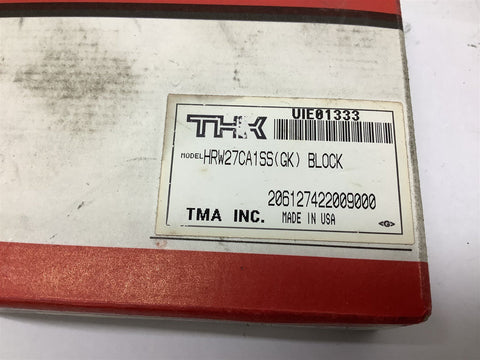 UIE01333
THK
MODEL HRW27CA1SS(GK) BLOCK
206127422009000
TMA INC. MADE IN USA
<G>